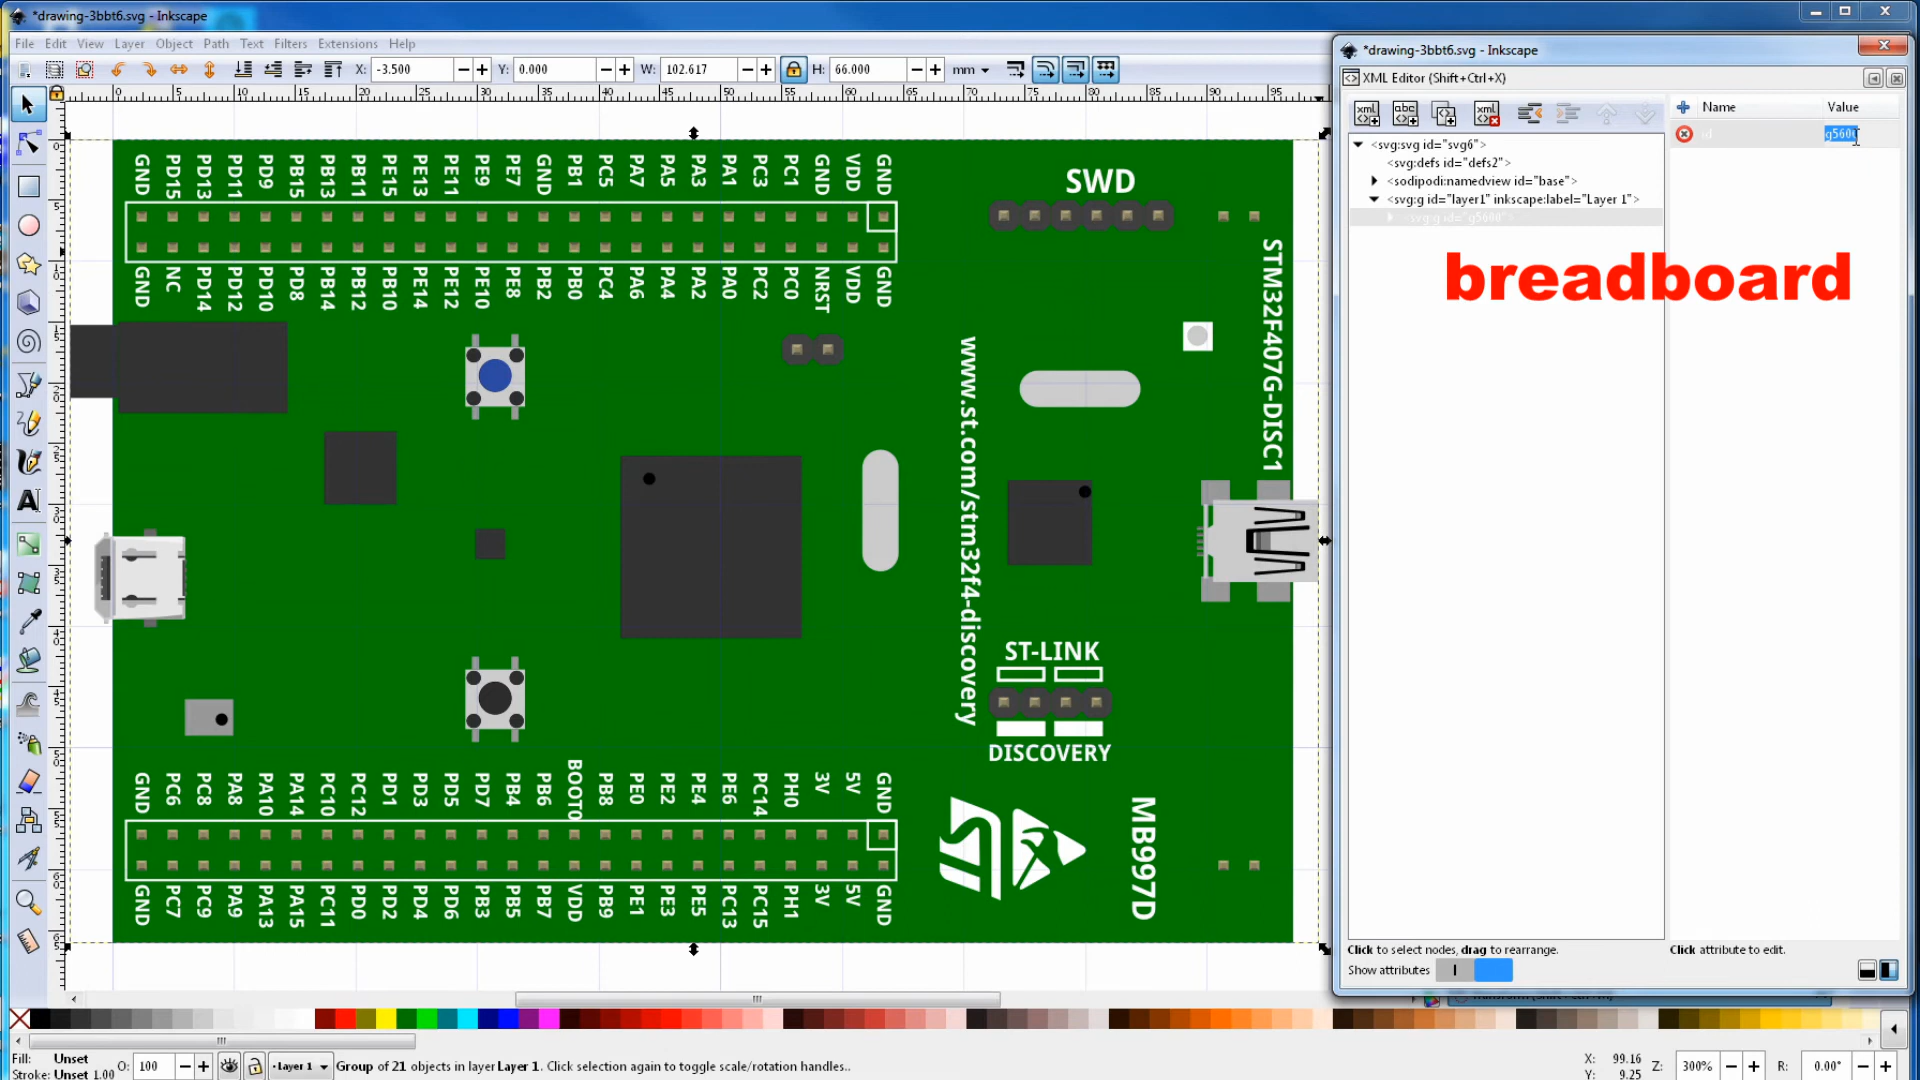 *drawing-3bbt6.svg - Inkscape
File Edit View Layer Object Path Text Filters Extensions Help
X: -3.500 Y: 0.000 W: 102.617 H: 66.000 mm
GND PD15 PD13 PD11 PD9 PB15 PB13 PB11 PE15 PE13 PE11 PE9 PE7 GND PB1 PC5 PA7 PA5 PA3 PA1 PC3 PC1 GND VDD GND
GND NC PD14 PD12 PD10 PD8 PB14 PB12 PB10 PE14 PE12 PE10 PE8 PB2 PB0 PC4 PA6 PA4 PA2 PA0 PC2 PC0 NRST VDD GND
SWD
STM32F407G-DISC1
www.st.com/stm32f4-discovery
ST-LINK
DISCOVERY
GND PC6 PC8 PA8 PA10 PA14 PC10 PC12 PD1 PD3 PD5 PD7 PB4 PB6 BOOT0 PB8 PE0 PE2 PE4 PE6 PC14 PH0 3V 5V GND
GND PC7 PC9 PA9 PA13 PA15 PC11 PD0 PD2 PD4 PD6 PB3 PB5 PB7 VDD PB9 PE1 PE3 PE5 PC13 PC15 PH1 3V 5V GND
MB997D
*drawing-3bbt6.svg - Inkscape
XML Editor (Shift+Ctrl+X)
Name Value
id g5600
<svg:svg id="svg6">
<svg:defs id="defs2">
<sodipodi:namedview id="base">
<svg:g id="layer1" inkscape:label="Layer 1">
<svg:g id="g5600">
breadboard
Click to select nodes, drag to rearrange.
Click attribute to edit.
Show attributes
Fill: Unset
Stroke: Unset 1.00
O: 100
Layer 1
Group of 21 objects in layer Layer 1. Click selection again to toggle scale/rotation handles..
X: 99.16
Y: 9.25
Z: 300%
R: 0.00°